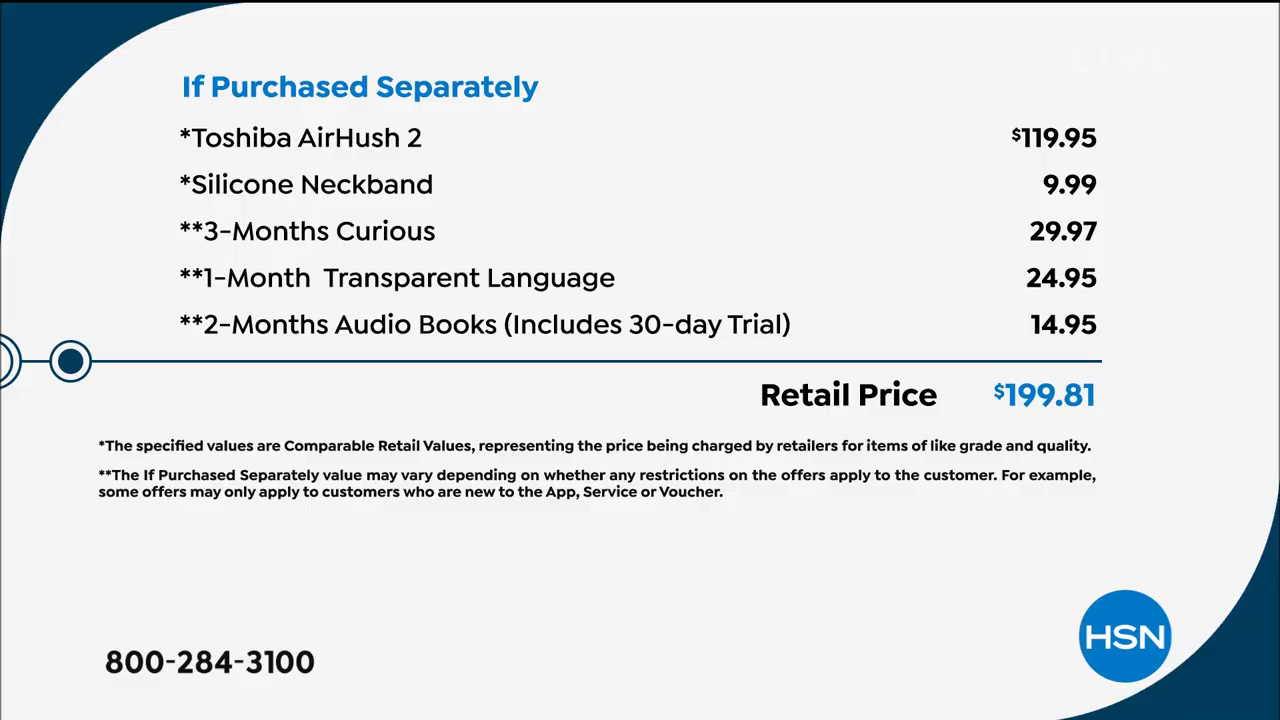 LIVE
If Purchased Separately
*Toshiba AirHush 2 $119.95
*Silicone Neckband 9.99
**3-Months Curious 29.97
**1-Month Transparent Language 24.95
**2-Months Audio Books (Includes 30-day Trial) 14.95
Retail Price $199.81
*The specified values are Comparable Retail Values, representing the price being charged by retailers for items of like grade and quality.
**The If Purchased Separately value may vary depending on whether any restrictions on the offers apply to the customer. For example,
some offers may only apply to customers who are new to the App, Service or Voucher.
HSN
800-284-3100